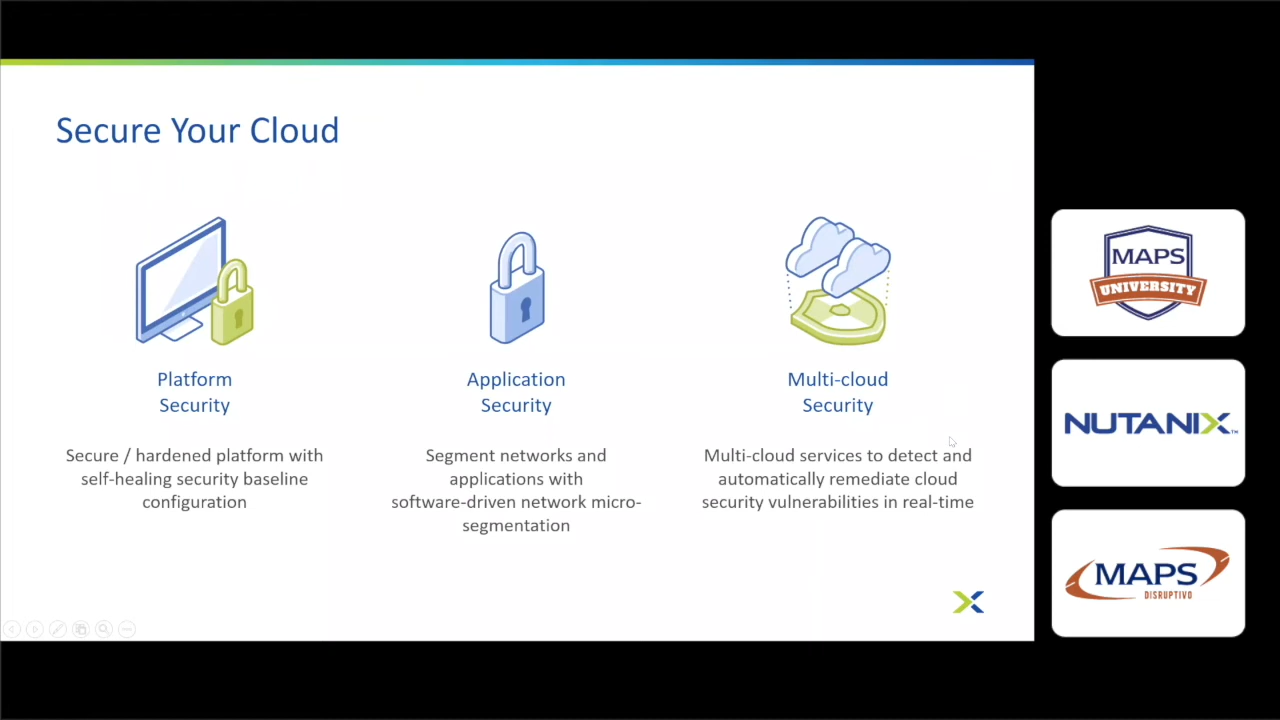 Secure Your Cloud
Platform
Security
Secure / hardened platform with
self-healing security baseline
configuration
Application
Security
Segment networks and
applications with
software-driven network micro-
segmentation
Multi-cloud
Security
Multi-cloud services to detect and
automatically remediate cloud
security vulnerabilities in real-time
MAPS
UNIVERSITY
NUTANIX™
MAPS
DISRUPTIVO